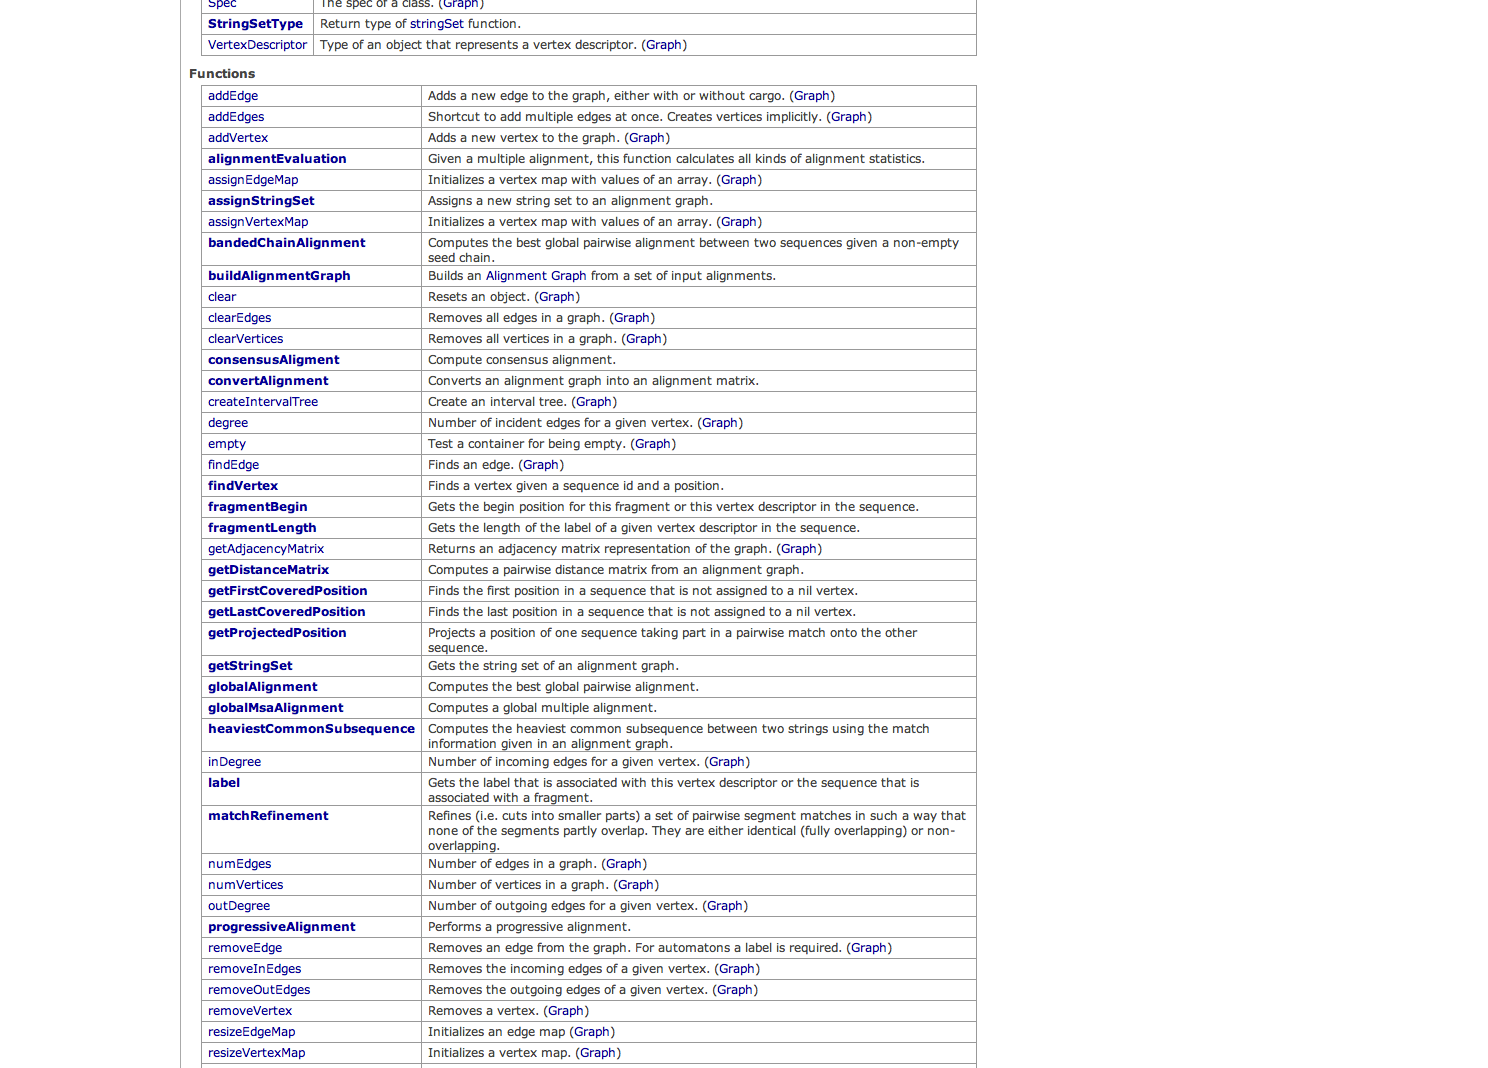 Spec The spec of a class. (Graph)
StringSetType Return type of stringSet function.
VertexDescriptor Type of an object that represents a vertex descriptor. (Graph)
Functions
addEdge Adds a new edge to the graph, either with or without cargo. (Graph)
addEdges Shortcut to add multiple edges at once. Creates vertices implicitly. (Graph)
addVertex Adds a new vertex to the graph. (Graph)
alignmentEvaluation Given a multiple alignment, this function calculates all kinds of alignment statistics.
assignEdgeMap Initializes a vertex map with values of an array. (Graph)
assignStringSet Assigns a new string set to an alignment graph.
assignVertexMap Initializes a vertex map with values of an array. (Graph)
bandedChainAlignment Computes the best global pairwise alignment between two sequences given a non-empty
seed chain.
buildAlignmentGraph Builds an Alignment Graph from a set of input alignments.
clear Resets an object. (Graph)
clearEdges Removes all edges in a graph. (Graph)
clearVertices Removes all vertices in a graph. (Graph)
consensusAligment Compute consensus alignment.
convertAlignment Converts an alignment graph into an alignment matrix.
createIntervalTree Create an interval tree. (Graph)
degree Number of incident edges for a given vertex. (Graph)
empty Test a container for being empty. (Graph)
findEdge Finds an edge. (Graph)
findVertex Finds a vertex given a sequence id and a position.
fragmentBegin Gets the begin position for this fragment or this vertex descriptor in the sequence.
fragmentLength Gets the length of the label of a given vertex descriptor in the sequence.
getAdjacencyMatrix Returns an adjacency matrix representation of the graph. (Graph)
getDistanceMatrix Computes a pairwise distance matrix from an alignment graph.
getFirstCoveredPosition Finds the first position in a sequence that is not assigned to a nil vertex.
getLastCoveredPosition Finds the last position in a sequence that is not assigned to a nil vertex.
getProjectedPosition Projects a position of one sequence taking part in a pairwise match onto the other
sequence.
getStringSet Gets the string set of an alignment graph.
globalAlignment Computes the best global pairwise alignment.
globalMsaAlignment Computes a global multiple alignment.
heaviestCommonSubsequence Computes the heaviest common subsequence between two strings using the match
information given in an alignment graph.
inDegree Number of incoming edges for a given vertex. (Graph)
label Gets the label that is associated with this vertex descriptor or the sequence that is
associated with a fragment.
matchRefinement Refines (i.e. cuts into smaller parts) a set of pairwise segment matches in such a way that
none of the segments partly overlap. They are either identical (fully overlapping) or non-
overlapping.
numEdges Number of edges in a graph. (Graph)
numVertices Number of vertices in a graph. (Graph)
outDegree Number of outgoing edges for a given vertex. (Graph)
progressiveAlignment Performs a progressive alignment.
removeEdge Removes an edge from the graph. For automatons a label is required. (Graph)
removeInEdges Removes the incoming edges of a given vertex. (Graph)
removeOutEdges Removes the outgoing edges of a given vertex. (Graph)
removeVertex Removes a vertex. (Graph)
resizeEdgeMap Initializes an edge map (Graph)
resizeVertexMap Initializes a vertex map. (Graph)